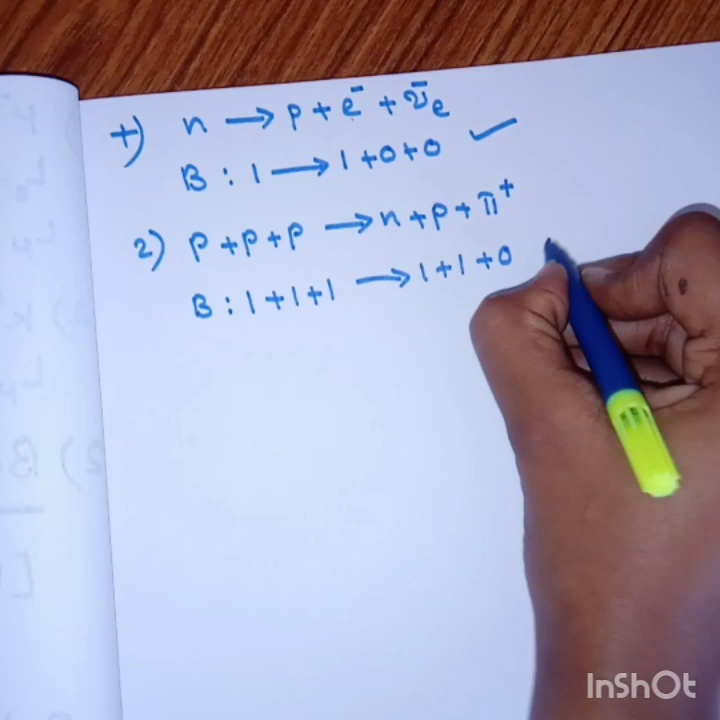 1) n → p + e⁻ + ν̄e
B : 1 → 1+0+0 ✓
2) p + p + p → n + p + π⁺
B : 1+1+1 → 1+1+0
InShOt